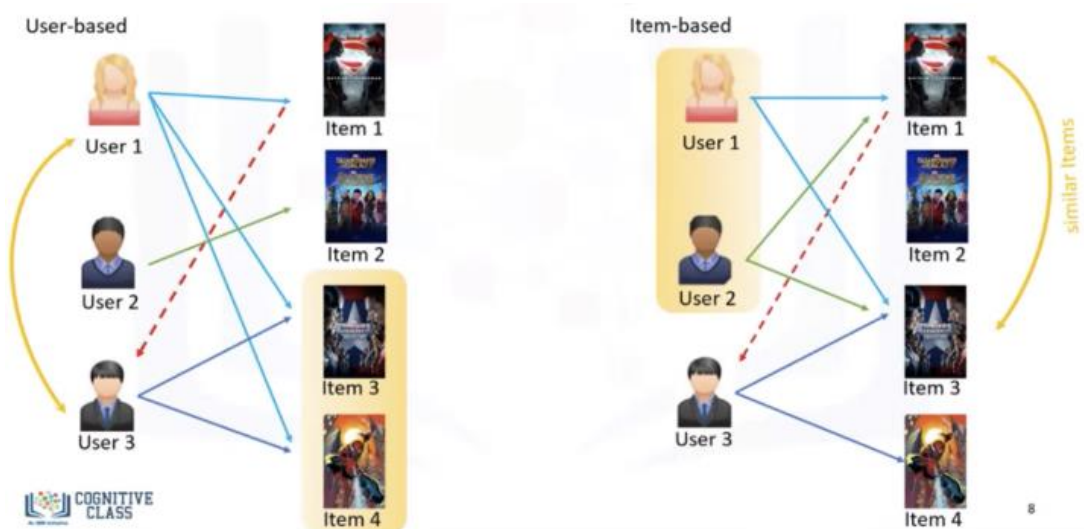 User-based
User 1
User 2
User 3
Item 1
Item 2
Item 3
Item 4
COGNITIVE
CLASS
Item-based
User 1
User 2
User 3
Item 1
Item 2
Item 3
Item 4
similar Items
8